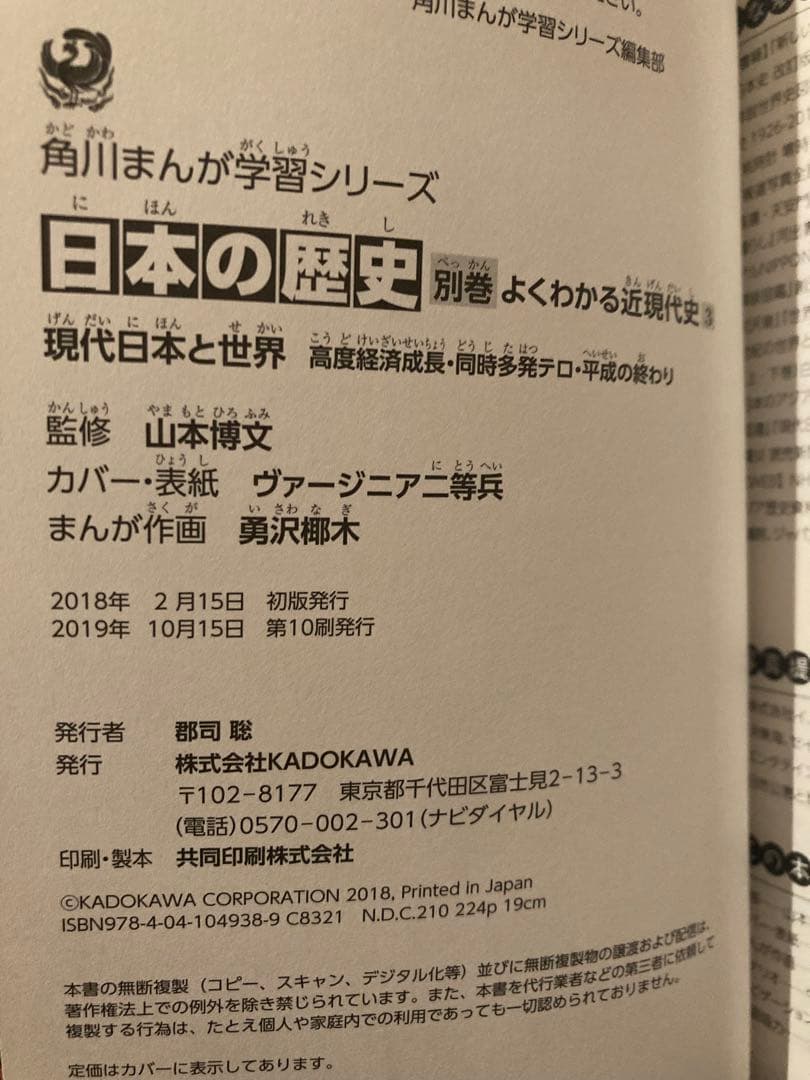 角川まんが学習シリーズ編集部
角川まんが学習シリーズ
日本の歴史 別巻 よくわかる近現代史3
現代日本と世界 高度経済成長・同時多発テロ・平成の終わり
監修 山本博文
カバー・表紙 ヴァージニア二等兵
まんが作画 勇沢椰木
2018年 2月15日 初版発行
2019年 10月15日 第10刷発行
発行者 郡司 聡
発行 株式会社KADOKAWA
〒102-8177 東京都千代田区富士見2-13-3
(電話)0570-002-301(ナビダイヤル)
印刷・製本 共同印刷株式会社
©KADOKAWA CORPORATION 2018, Printed in Japan
ISBN978-4-04-104938-9 C8321 N.D.C.210 224p 19cm
本書の無断複製（コピー、スキャン、デジタル化等）並びに無断複製物の譲渡および配信は、
著作権法上での例外を除き禁じられています。また、本書を代行業者などの第三者に依頼して
複製する行為は、たとえ個人や家庭内での利用であっても一切認められておりません。
定価はカバーに表示してあります。